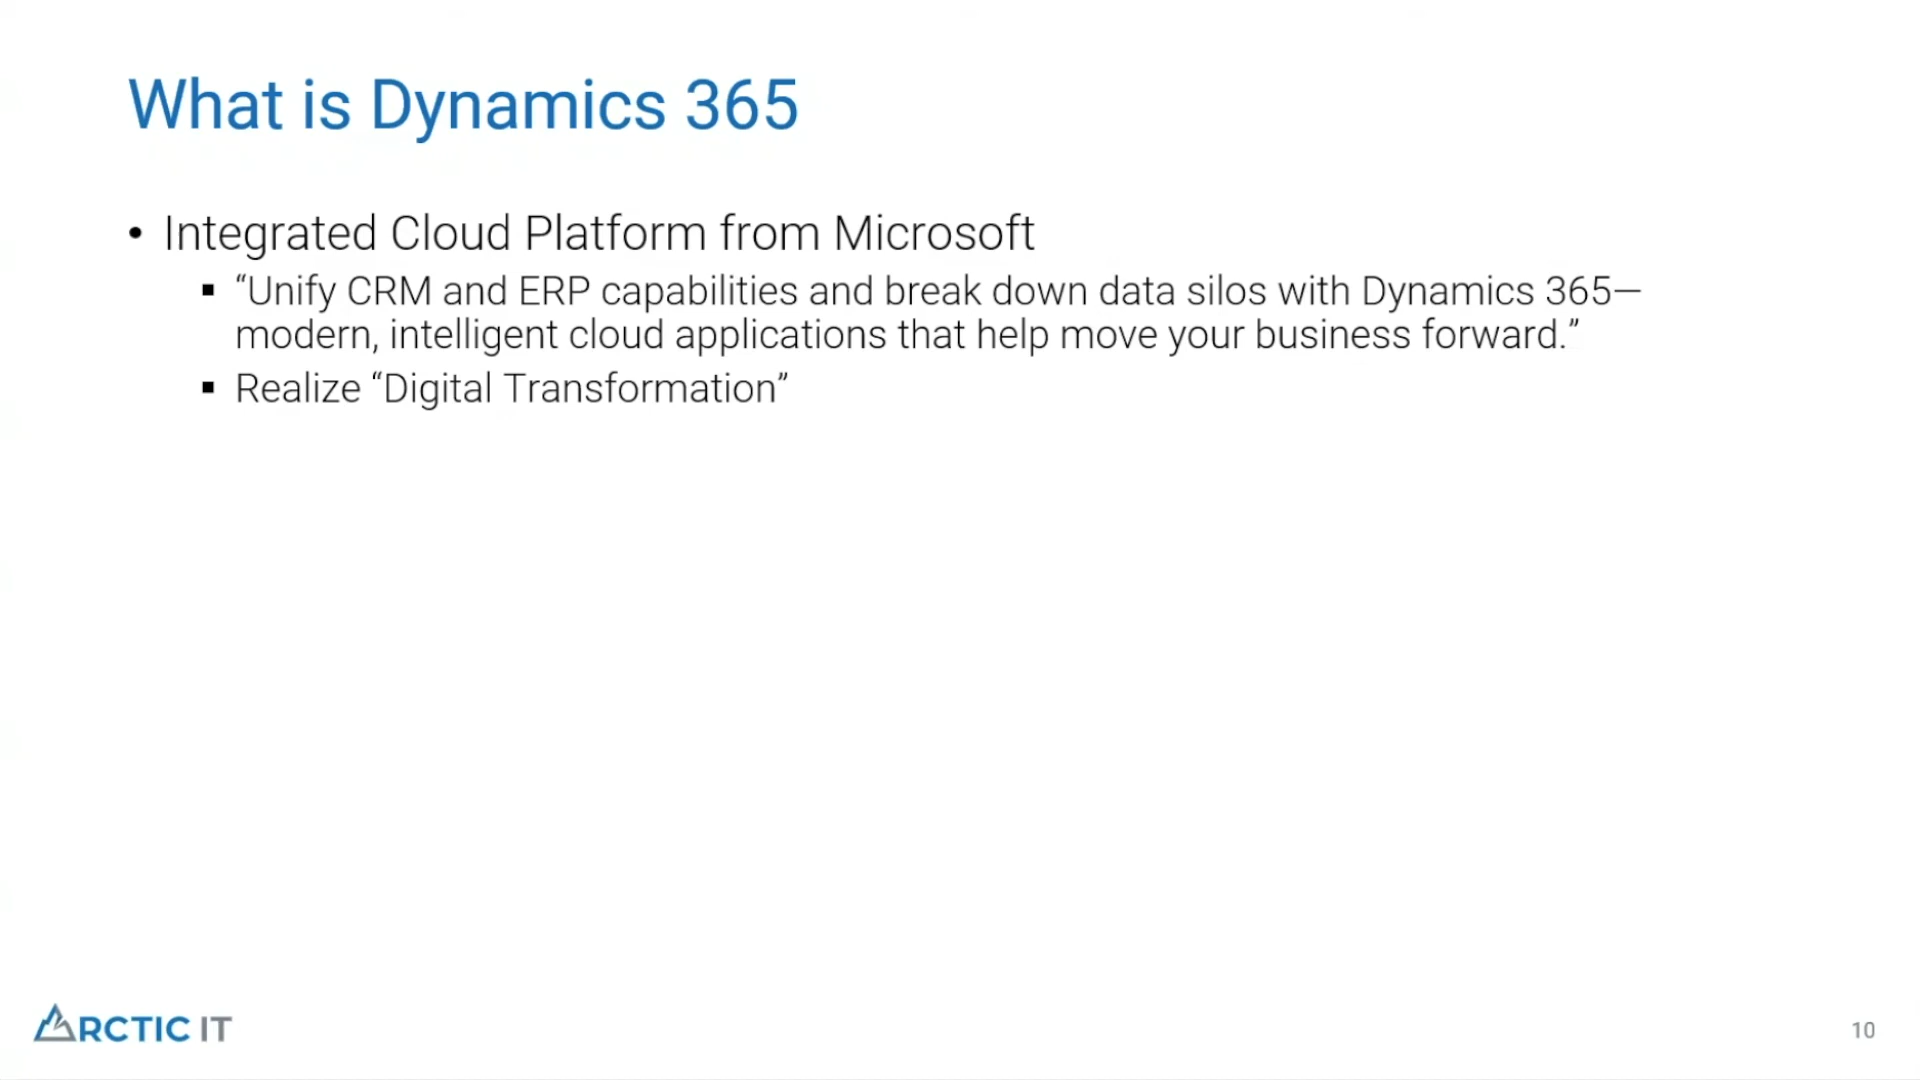 What is Dynamics 365
• Integrated Cloud Platform from Microsoft
▪ “Unify CRM and ERP capabilities and break down data silos with Dynamics 365—
modern, intelligent cloud applications that help move your business forward.”
▪ Realize “Digital Transformation”
ARCTIC IT
10